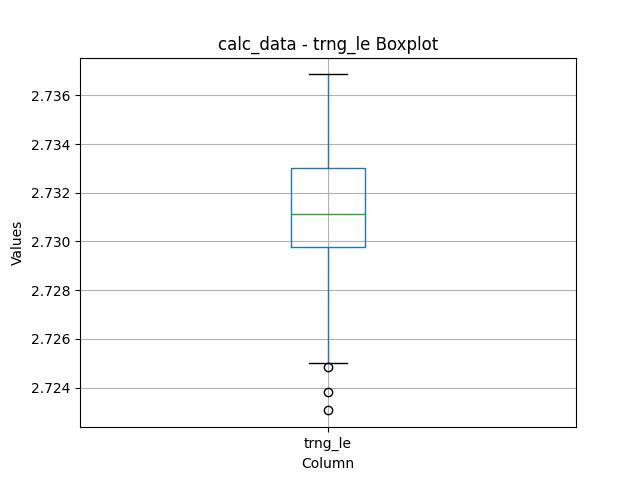 calc_data - trng_le Boxplot
2.736
2.734
2.732
2.730
2.728
2.726
2.724
Values
trng_le
Column